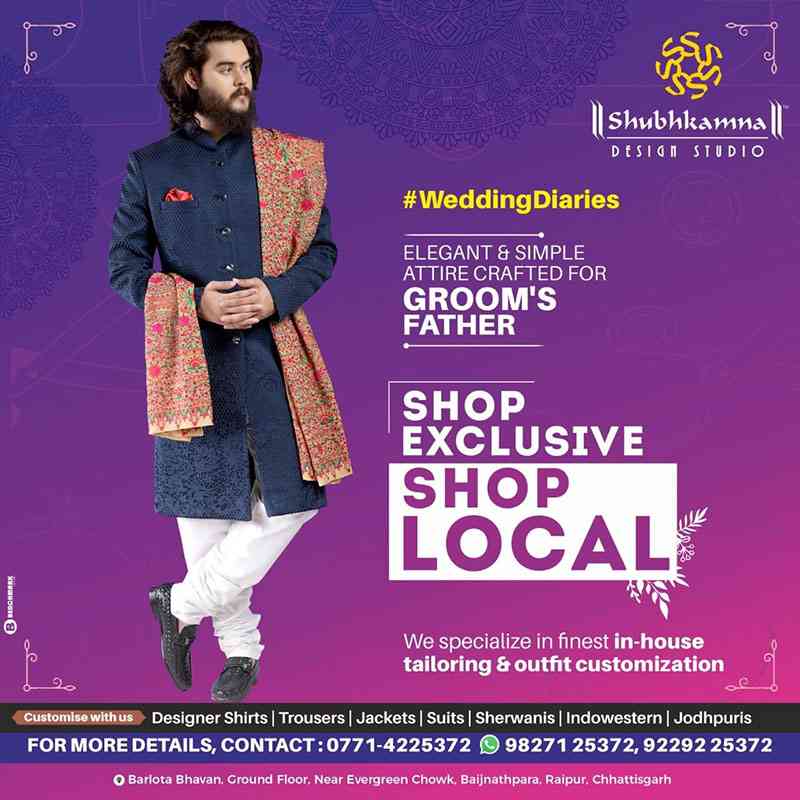 || Shubhkamna ||
DESIGN STUDIO
#WeddingDiaries
ELEGANT & SIMPLE
ATTIRE CRAFTED FOR
GROOM'S
FATHER
SHOP
EXCLUSIVE
SHOP
LOCAL
We specialize in finest in-house
tailoring & outfit customization
Customise with us Designer Shirts | Trousers | Jackets | Suits | Sherwanis | Indowestern | Jodhpuris
FOR MORE DETAILS, CONTACT : 0771-4225372 98271 25372, 92292 25372
Barlota Bhavan, Ground Floor, Near Evergreen Chowk, Baijnathpara, Raipur, Chhattisgarh